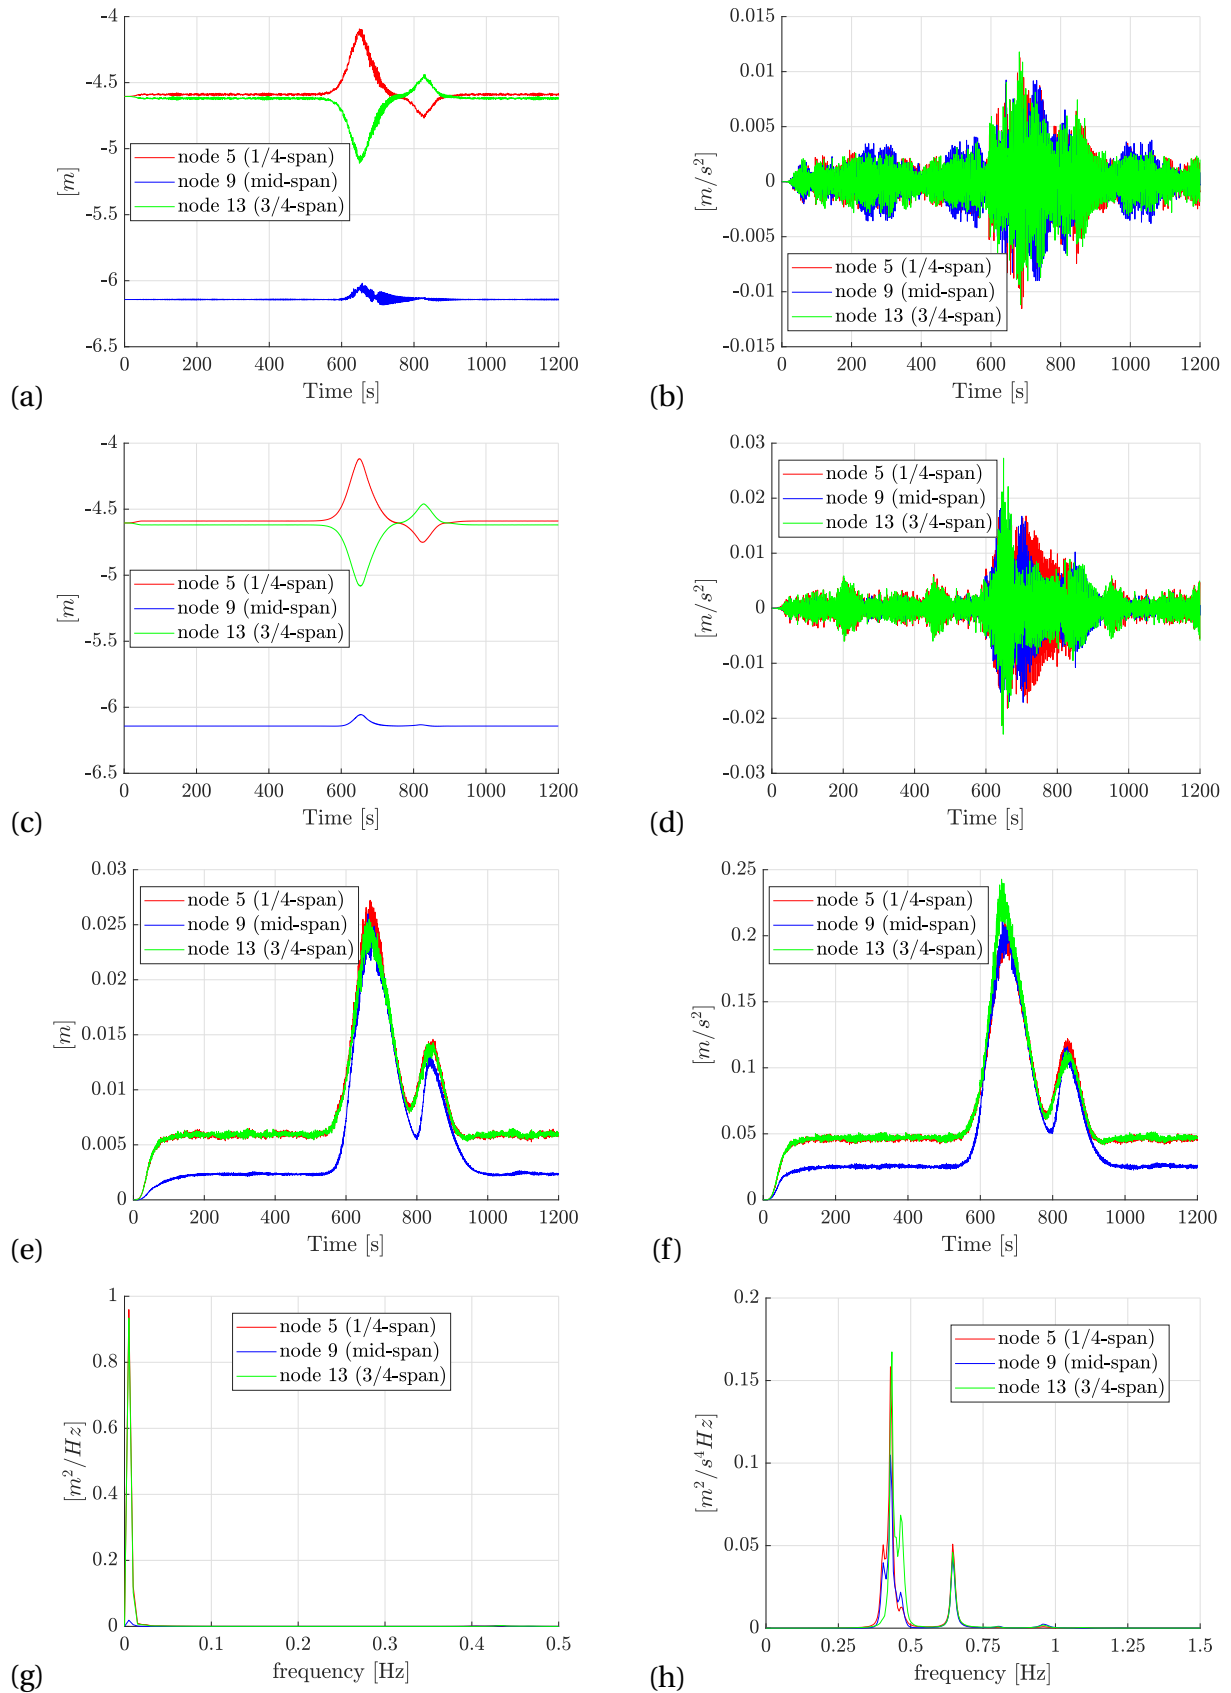 -4
-4.5
-5
-5.5
-6
-6.5
[m]
node 5 (1/4-span)
node 9 (mid-span)
node 13 (3/4-span)
0 200 400 600 800 1000 1200
Time [s]
(a)
0.015
0.01
0.005
0
-0.005
-0.01
-0.015
[m/s²]
node 5 (1/4-span)
node 9 (mid-span)
node 13 (3/4-span)
0 200 400 600 800 1000 1200
Time [s]
(b)
-4
-4.5
-5
-5.5
-6
-6.5
[m]
node 5 (1/4-span)
node 9 (mid-span)
node 13 (3/4-span)
0 200 400 600 800 1000 1200
Time [s]
(c)
0.03
0.02
0.01
0
-0.01
-0.02
-0.03
[m/s²]
node 5 (1/4-span)
node 9 (mid-span)
node 13 (3/4-span)
0 200 400 600 800 1000 1200
Time [s]
(d)
0.03
0.025
0.02
0.015
0.01
0.005
0
[m]
node 5 (1/4-span)
node 9 (mid-span)
node 13 (3/4-span)
0 200 400 600 800 1000 1200
Time [s]
(e)
0.25
0.2
0.15
0.1
0.05
0
[m/s²]
node 5 (1/4-span)
node 9 (mid-span)
node 13 (3/4-span)
0 200 400 600 800 1000 1200
Time [s]
(f)
1
0.8
0.6
0.4
0.2
0
[m²/Hz]
node 5 (1/4-span)
node 9 (mid-span)
node 13 (3/4-span)
0 0.1 0.2 0.3 0.4 0.5
frequency [Hz]
(g)
0.2
0.15
0.1
0.05
0
[m²/s⁴Hz]
node 5 (1/4-span)
node 9 (mid-span)
node 13 (3/4-span)
0 0.25 0.5 0.75 1 1.25 1.5
frequency [Hz]
(h)